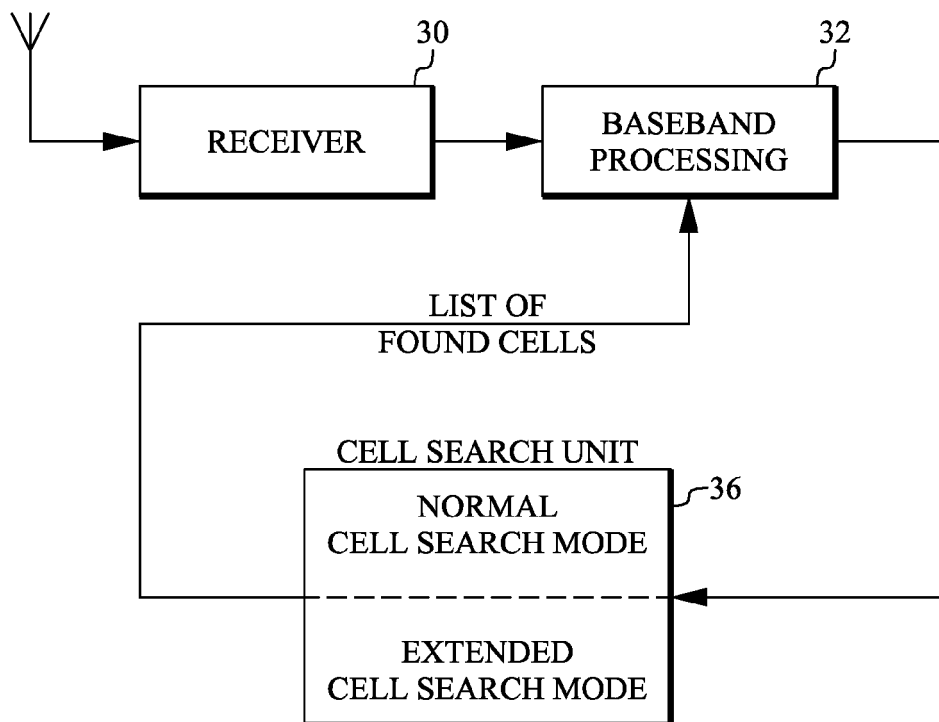 30
32
RECEIVER
BASEBAND
PROCESSING
LIST OF
FOUND CELLS
CELL SEARCH UNIT
36
NORMAL
CELL SEARCH MODE
EXTENDED
CELL SEARCH MODE